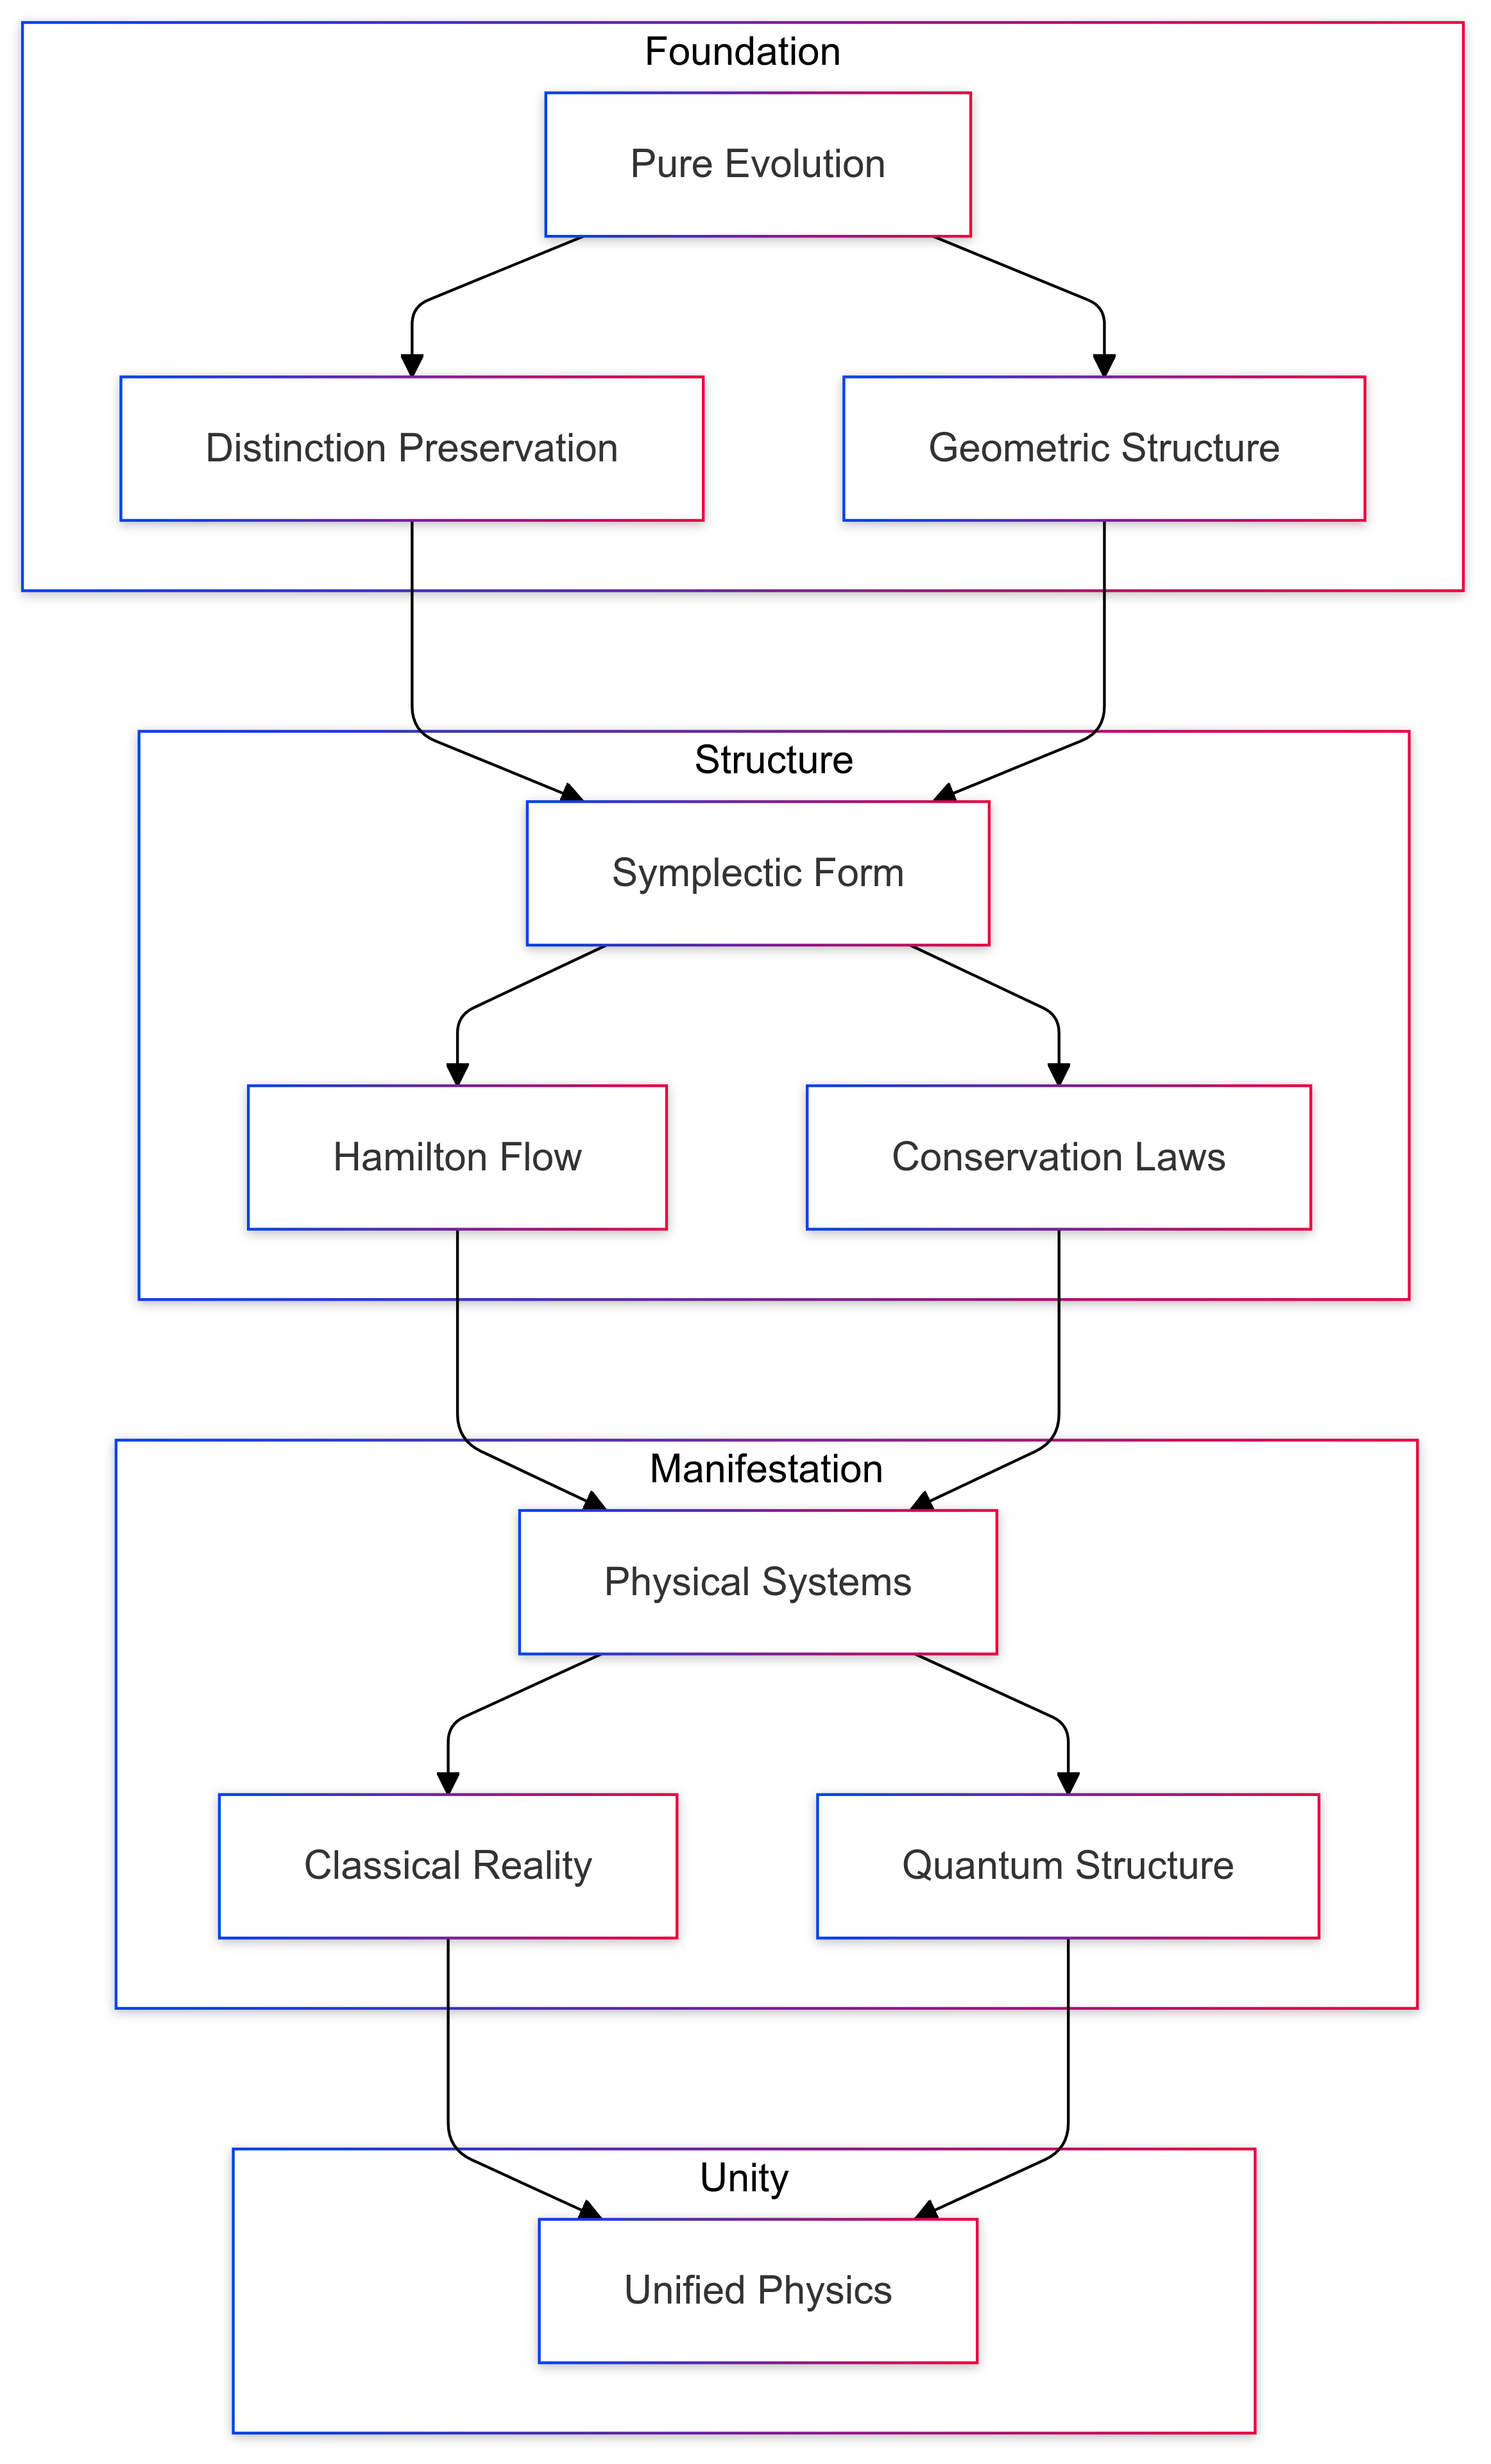 Foundation
Pure Evolution
Distinction Preservation
Geometric Structure
Structure
Symplectic Form
Hamilton Flow
Conservation Laws
Manifestation
Physical Systems
Classical Reality
Quantum Structure
Unity
Unified Physics